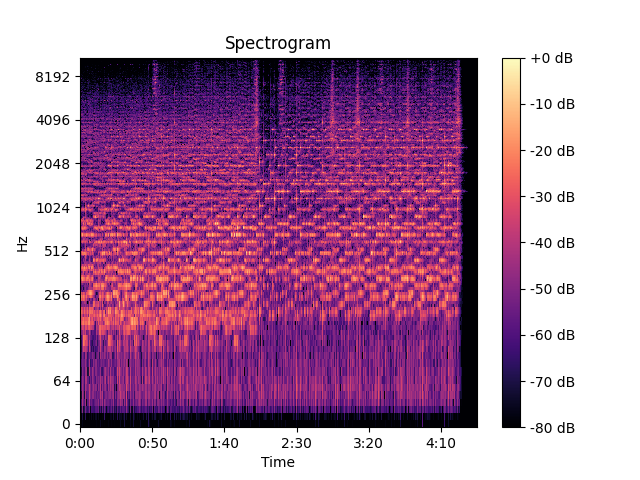 Spectrogram
8192
4096
2048
1024
512
256
128
64
0
Hz
0:00
0:50
1:40
2:30
3:20
4:10
Time
+0 dB
-10 dB
-20 dB
-30 dB
-40 dB
-50 dB
-60 dB
-70 dB
-80 dB